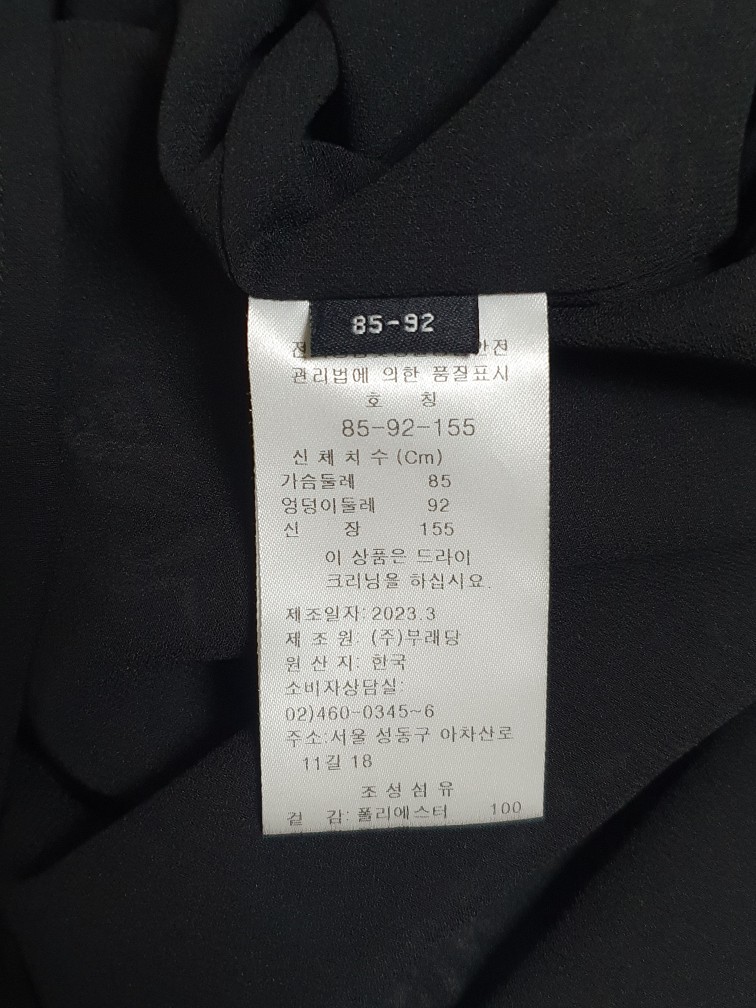 85-92
관리법에 의한 품질표시
호 칭
85-92-155
신 체 치 수 (Cm)
가슴둘레 85
엉덩이둘레 92
신 장 155
이 상품은 드라이
크리닝을 하십시요.
제조일자: 2023.3
제 조 원: (주)부래당
원 산 지: 한국
소비자상담실:
02)460-0345~6
주소:서울 성동구 아차산로
11길 18
조 성 섬 유
겉 감: 폴리에스터 100